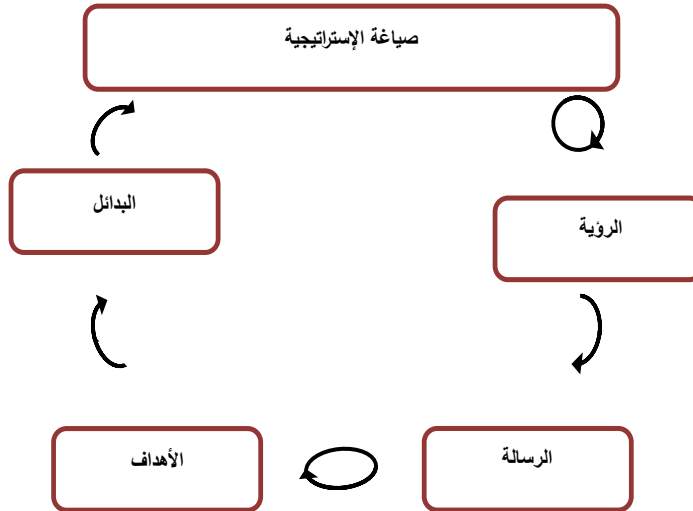 صياغة الإستراتيجية
البدائل
الرؤية
الأهداف
الرسالة